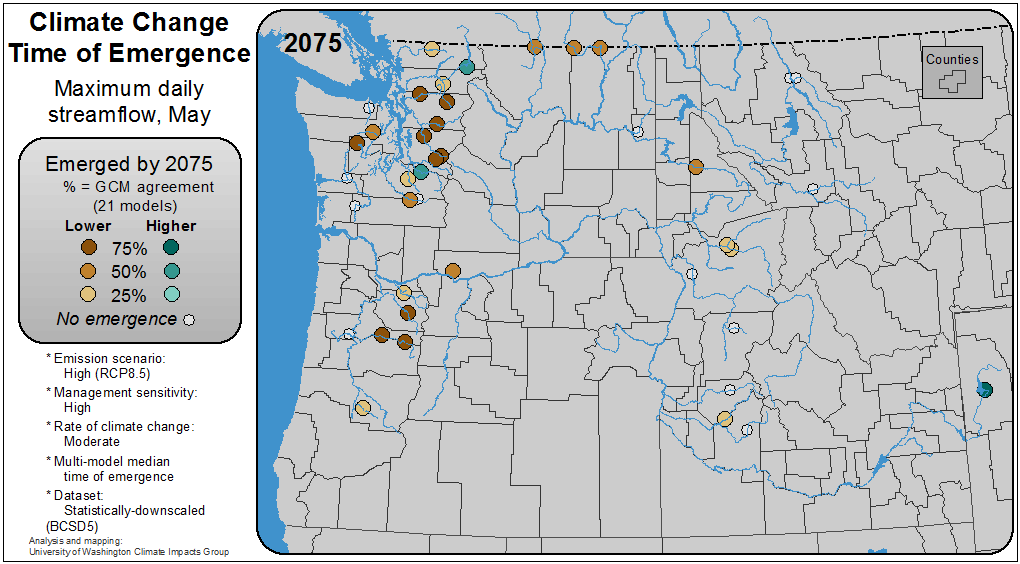 Climate Change
Time of Emergence
Maximum daily
streamflow, May
Emerged by 2075
% = GCM agreement
(21 models)
Lower Higher
75%
50%
25%
No emergence
* Emission scenario:
High (RCP8.5)
* Management sensitivity:
High
* Rate of climate change:
Moderate
* Multi-model median
time of emergence
* Dataset:
Statistically-downscaled
(BCSD5)
Analysis and mapping:
University of Washington Climate Impacts Group
2075
Counties